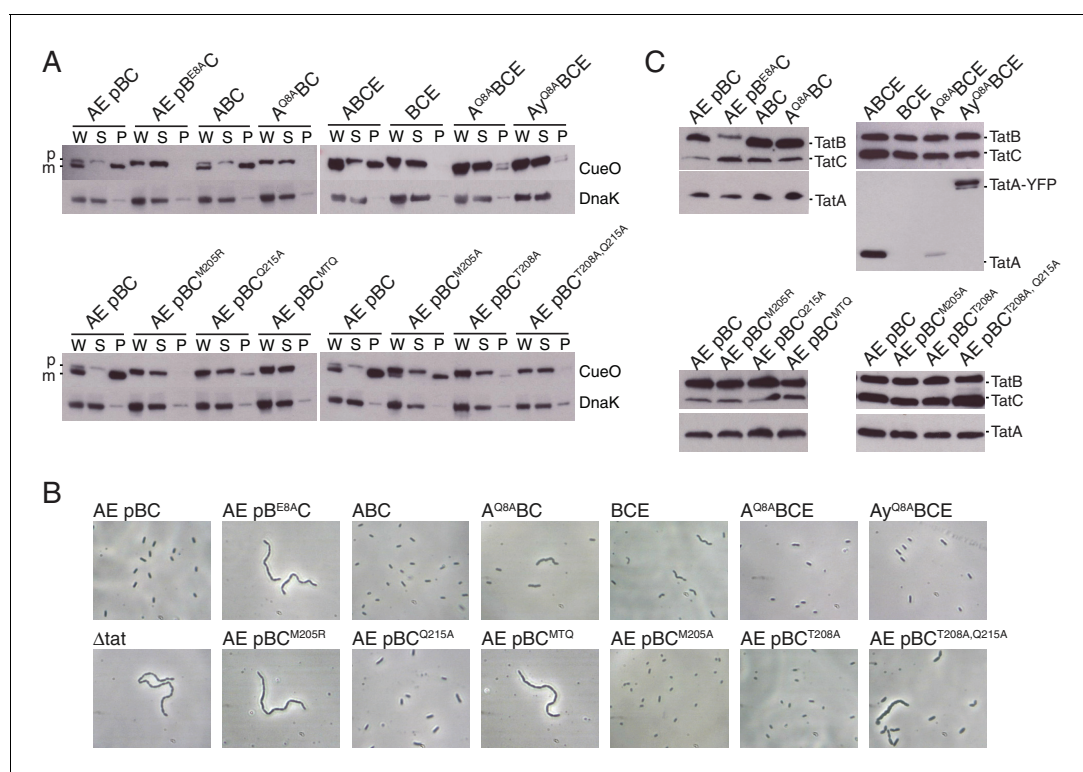 A
AE pBC AE pB^E8A C ABC A^Q8A BC ABCE BCE A^Q8A BCE Ay^Q8A BCE
W S P W S P W S P W S P W S P W S P W S P W S P
p
m
CueO
DnaK
AE pBC AE pBC^M205R AE pBC^Q215A AE pBC^MTQ AE pBC AE pBC^M205A AE pBC^T208A AE pBC^T208A,Q215A
W S P W S P W S P W S P W S P W S P W S P W S P
p
m
CueO
DnaK
C
AE pBC AE pB^E8A C ABC A^Q8A BC ABCE BCE A^Q8A BCE Ay^Q8A BCE
TatB
TatC
TatA
TatB
TatC
TatA-YFP
TatA
AE pBC AE pBC^M205R AE pBC^Q215A AE pBC^MTQ AE pBC AE pBC^M205A AE pBC^T208A AE pBC^T208A, Q215A
TatB
TatC
TatA
B
AE pBC AE pB^E8A C ABC A^Q8A BC BCE A^Q8A BCE Ay^Q8A BCE
Δtat AE pBC^M205R AE pBC^Q215A AE pBC^MTQ AE pBC^M205A AE pBC^T208A AE pBC^T208A,Q215A